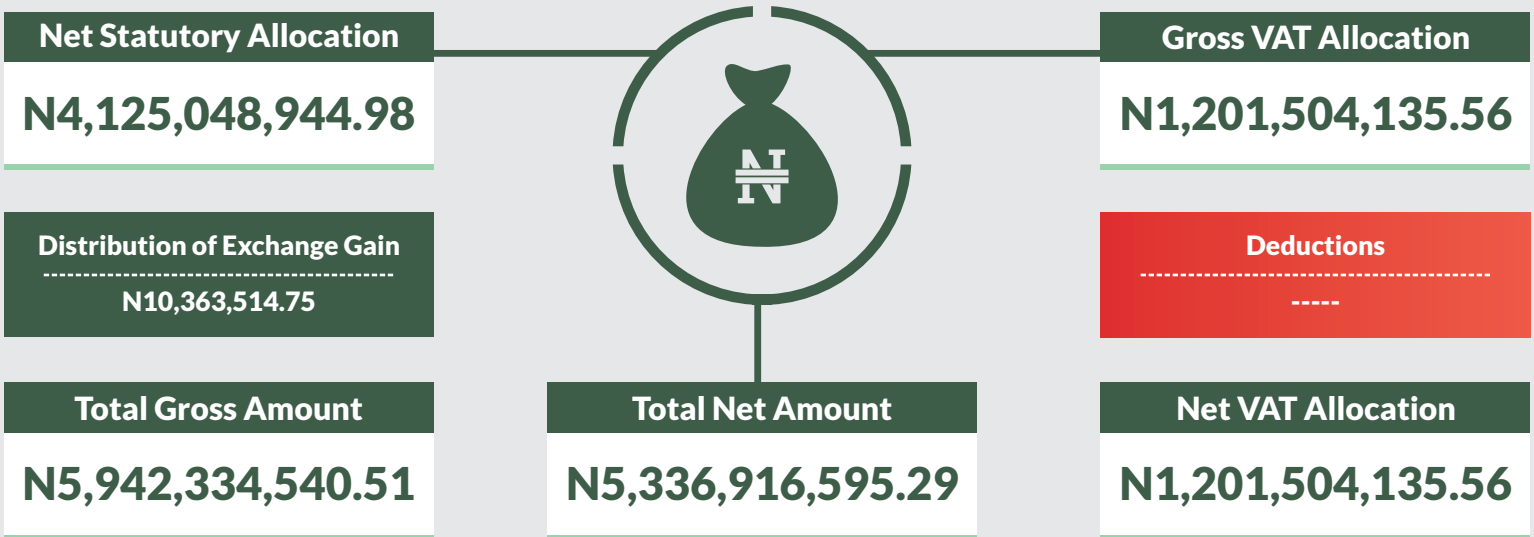 Net Statutory Allocation
N4,125,048,944.98
Gross VAT Allocation
N1,201,504,135.56
₦
Distribution of Exchange Gain
N10,363,514.75
Deductions
-----
Total Gross Amount
N5,942,334,540.51
Total Net Amount
N5,336,916,595.29
Net VAT Allocation
N1,201,504,135.56